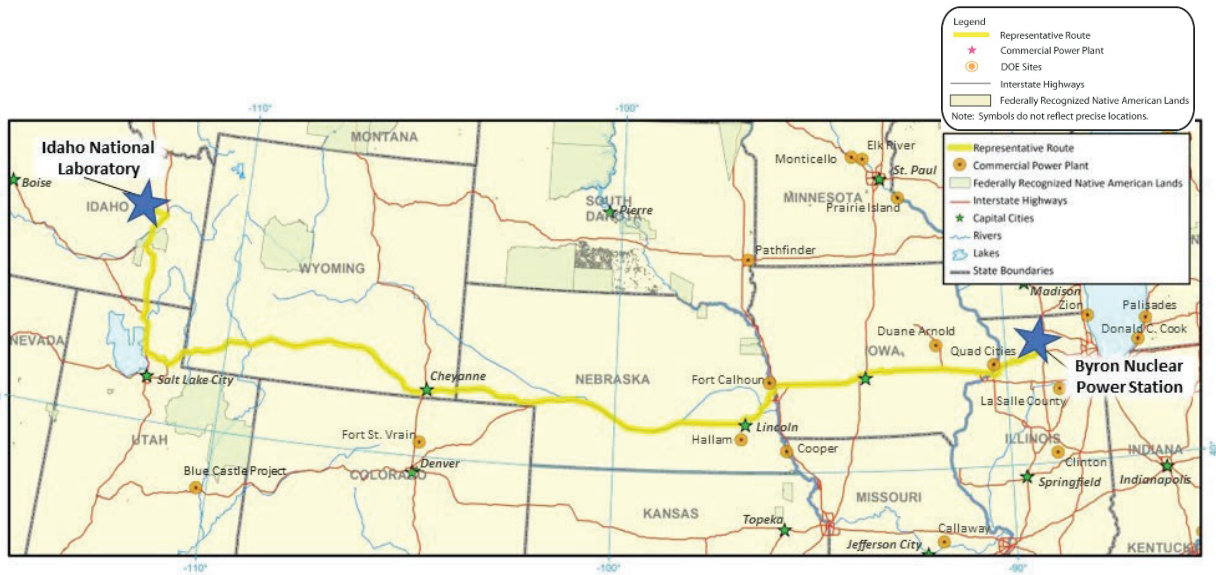 Legend
Representative Route
Commercial Power Plant
DOE Sites
Interstate Highways
Federally Recognized Native American Lands
Note: Symbols do not reflect precise locations.
-110°
-100°
Representative Route
Commercial Power Plant
Federally Recognized Native American Lands
Interstate Highways
Capital Cities
Rivers
Lakes
State Boundaries
Idaho National
Laboratory
Boise
IDAHO
MONTANA
WYOMING
SOUTH
DAKOTA
Pierre
Monticello
Elk River
St. Paul
MINNESOTA
Prairie Island
Pathfinder
Madison
Zion
Palisades
Donald C. Cook
NEVADA
Salt Lake City
Cheyanne
NEBRASKA
Duane Arnold
IOWA
Quad Cities
Byron Nuclear
Power Station
Fort Calhoun
La Salle County
Lincoln
Hallam
Cooper
UTAH
Fort St. Vrain
Denver
COLORADO
Blue Castle Project
ILLINOIS
INDIANA
Clinton
Springfield
Indianapolis
40°
KANSAS
Topeka
MISSOURI
Callaway
Jefferson City
KENTUCK
-110°
-100°
-90°